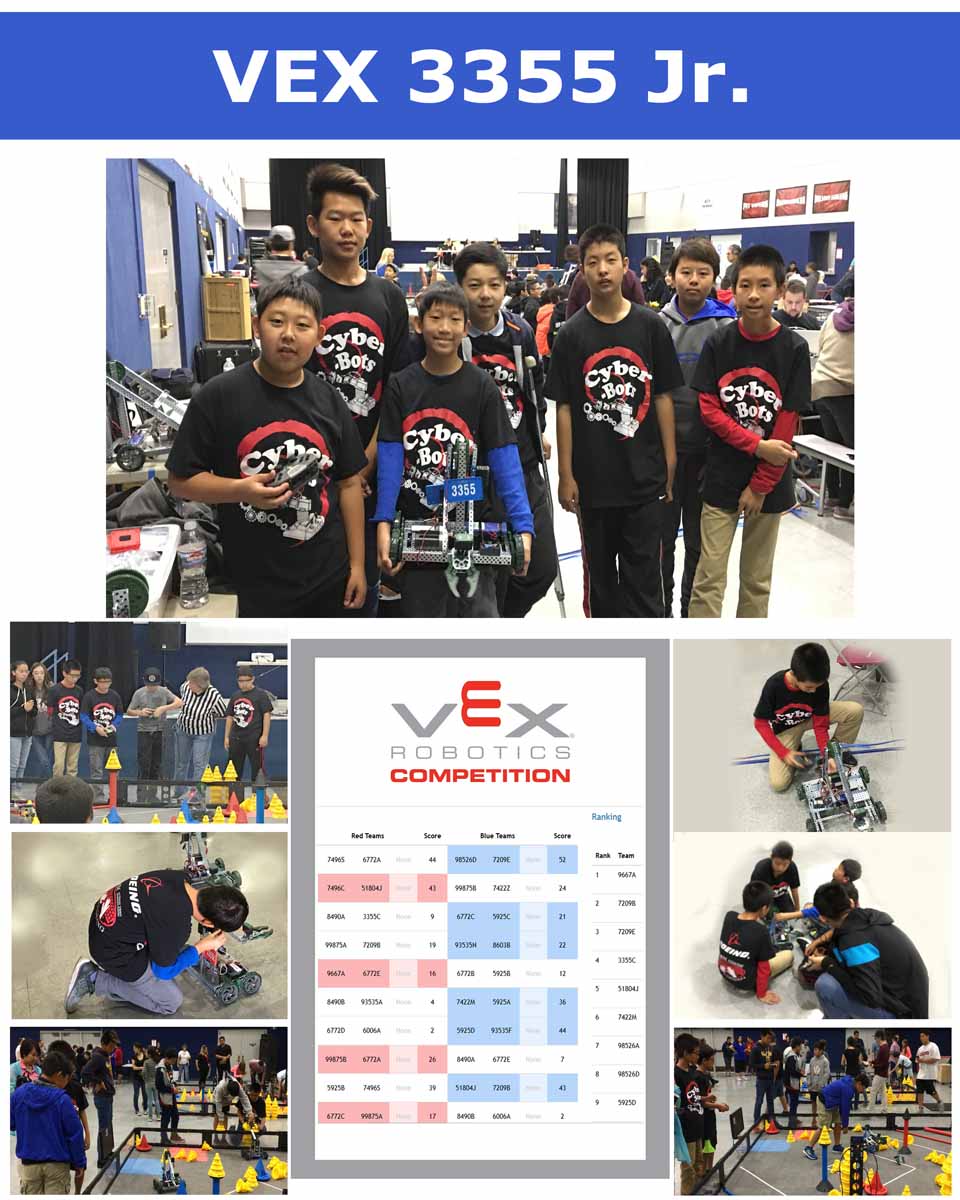 VEX 3355 Jr.
Cyber
Bots
Cyber
Cyber
Bot
Cyber
Bots
Cyber
Bots
3355
VEX
ROBOTICS
COMPETITION
Ranking
Red Teams Score Blue Teams Score
Rank Team
7496S 6772A None 44 98526D 7209E None 52
7496C 51804J None 43 99875B 7422Z None 24
8490A 3355C None 9 6772C 5925C None 21
99875A 7209B None 19 93535H 8603B None 22
9667A 6772E None 16 6772B 5925B None 12
8490B 93535A None 4 7422M 5925A None 36
6772D 6006A None 2 5925D 93535F None 44
99875B 6772A None 26 8490A 6772E None 7
5925B 7496S None 39 51804J 7209B None 43
6772C 99875A None 17 8490B 6006A None 2
1 9667A
2 7209B
3 7209E
4 3355C
5 51804J
6 7422M
7 98526A
8 98526D
9 5925D
BOEING
BOEING